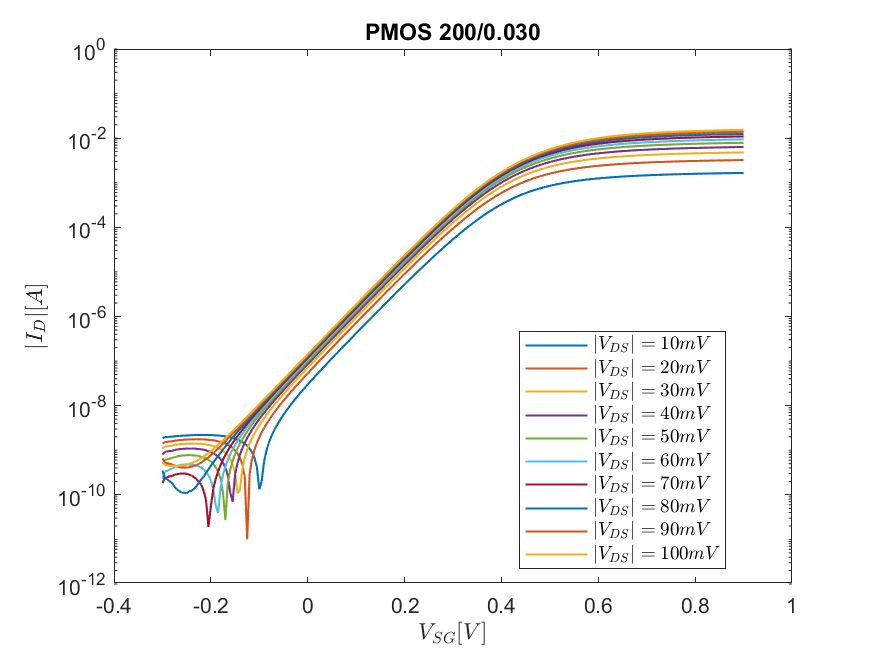 PMOS 200/0.030
10^0
10^-2
10^-4
10^-6
10^-8
10^-10
10^-12
|I_D|[A]
|V_DS| = 10mV
|V_DS| = 20mV
|V_DS| = 30mV
|V_DS| = 40mV
|V_DS| = 50mV
|V_DS| = 60mV
|V_DS| = 70mV
|V_DS| = 80mV
|V_DS| = 90mV
|V_DS| = 100mV
-0.4 -0.2 0 0.2 0.4 0.6 0.8 1
V_SG[V]